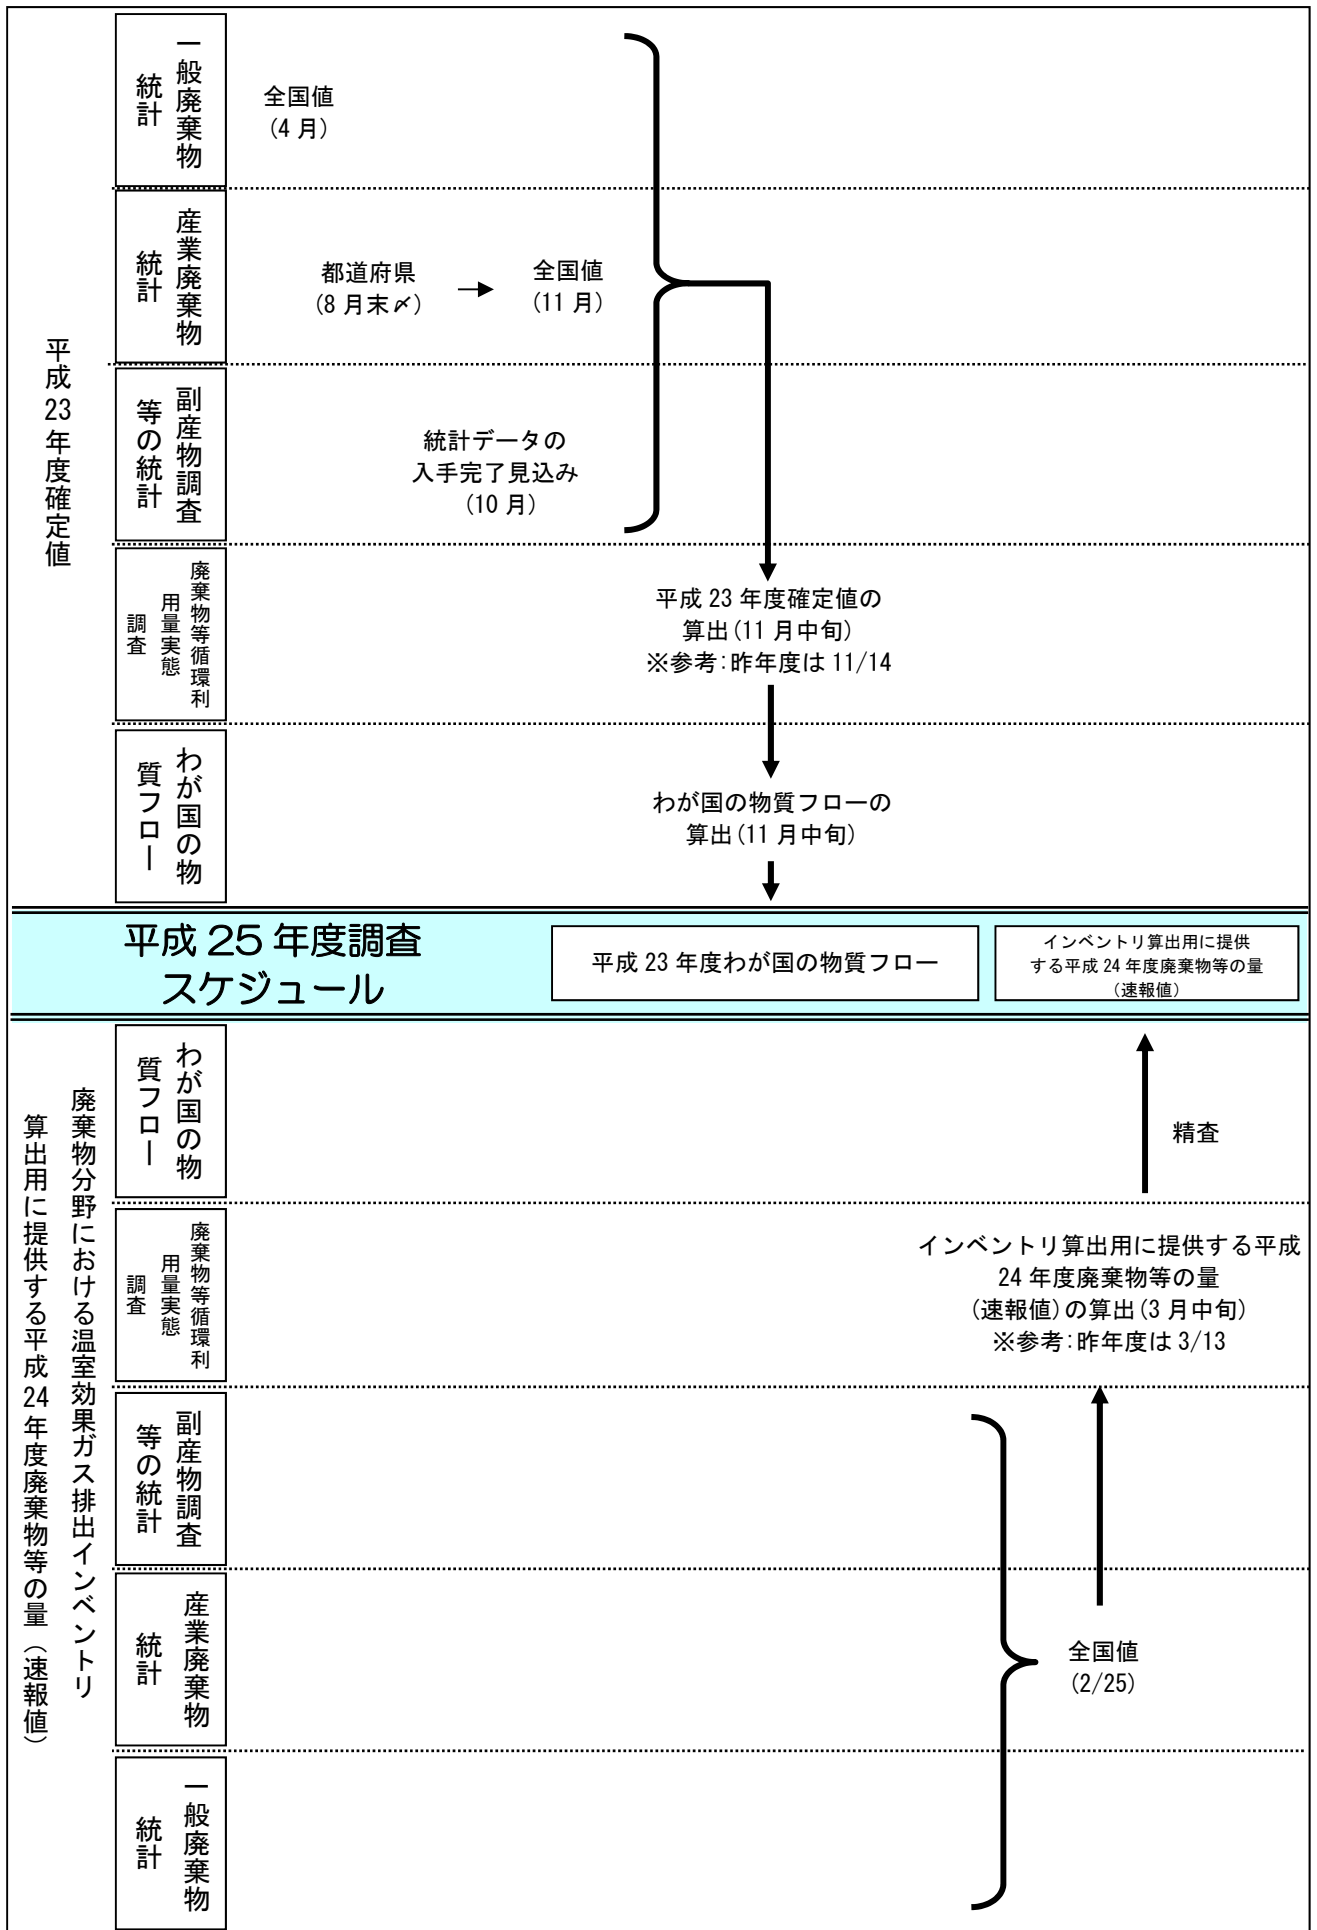 平成23年度確定値
一般廃棄物
統計
全国値
(4月)
産業廃棄物
統計
都道府県
(8月末〆)
全国値
(11月)
副産物調査
等の統計
統計データの
入手完了見込み
(10月)
廃棄物等循環利
用量実態
調査
平成23年度確定値の
算出(11月中旬)
※参考:昨年度は11/14
わが国の物
質フロー
わが国の物質フローの
算出(11月中旬)
平成25年度調査
スケジュール
平成23年度わが国の物質フロー
インベントリ算出用に提供
する平成24年度廃棄物等の量
(速報値)
廃棄物分野における温室効果ガス排出インベントリ
算出用に提供する平成24年度廃棄物等の量(速報値)
わが国の物
質フロー
精査
廃棄物等循環利
用量実態
調査
インベントリ算出用に提供する平成
24年度廃棄物等の量
(速報値)の算出(3月中旬)
※参考:昨年度は3/13
副産物調査
等の統計
産業廃棄物
統計
全国値
(2/25)
一般廃棄物
統計